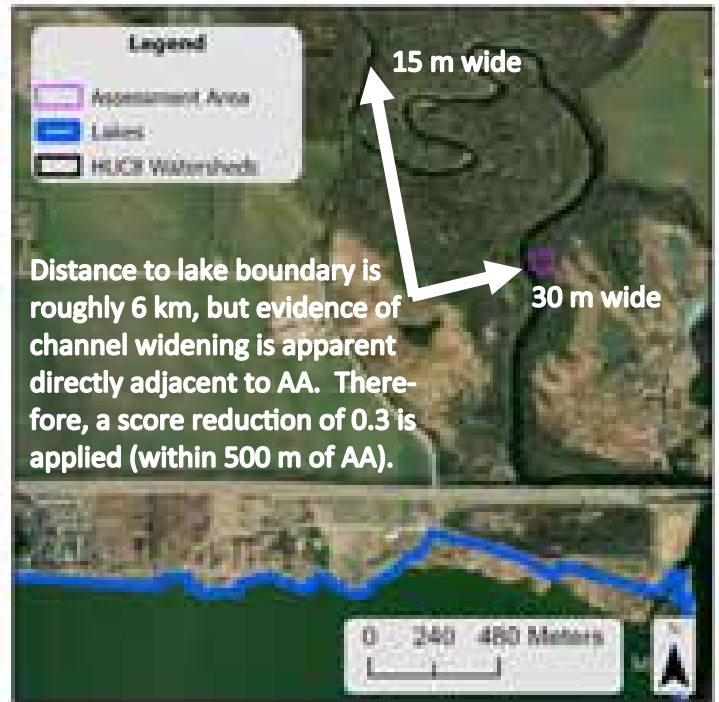 Legend
Assessment Area
Lakes
HUC8 Watersheds
15 m wide
Distance to lake boundary is
roughly 6 km, but evidence of
channel widening is apparent
directly adjacent to AA. There-
fore, a score reduction of 0.3 is
applied (within 500 m of AA).
30 m wide
0 240 480 Meters
N